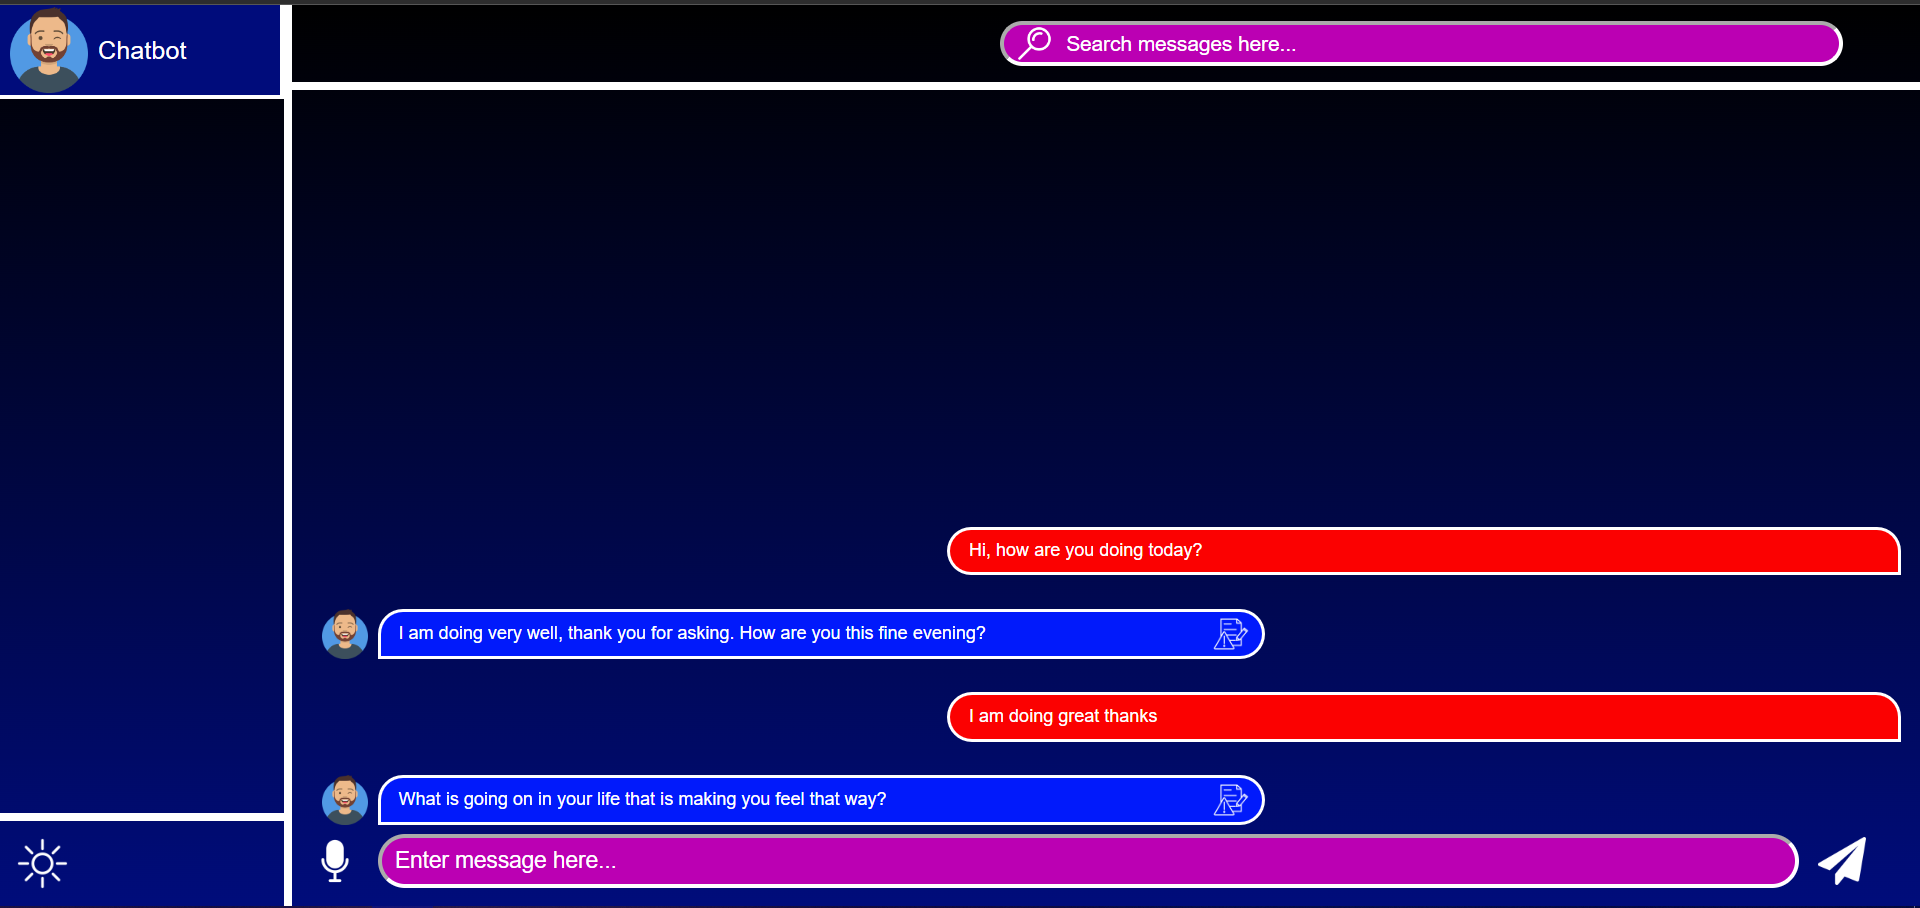 Chatbot
Search messages here...
Hi, how are you doing today?
I am doing very well, thank you for asking. How are you this fine evening?
I am doing great thanks
What is going on in your life that is making you feel that way?
Enter message here...